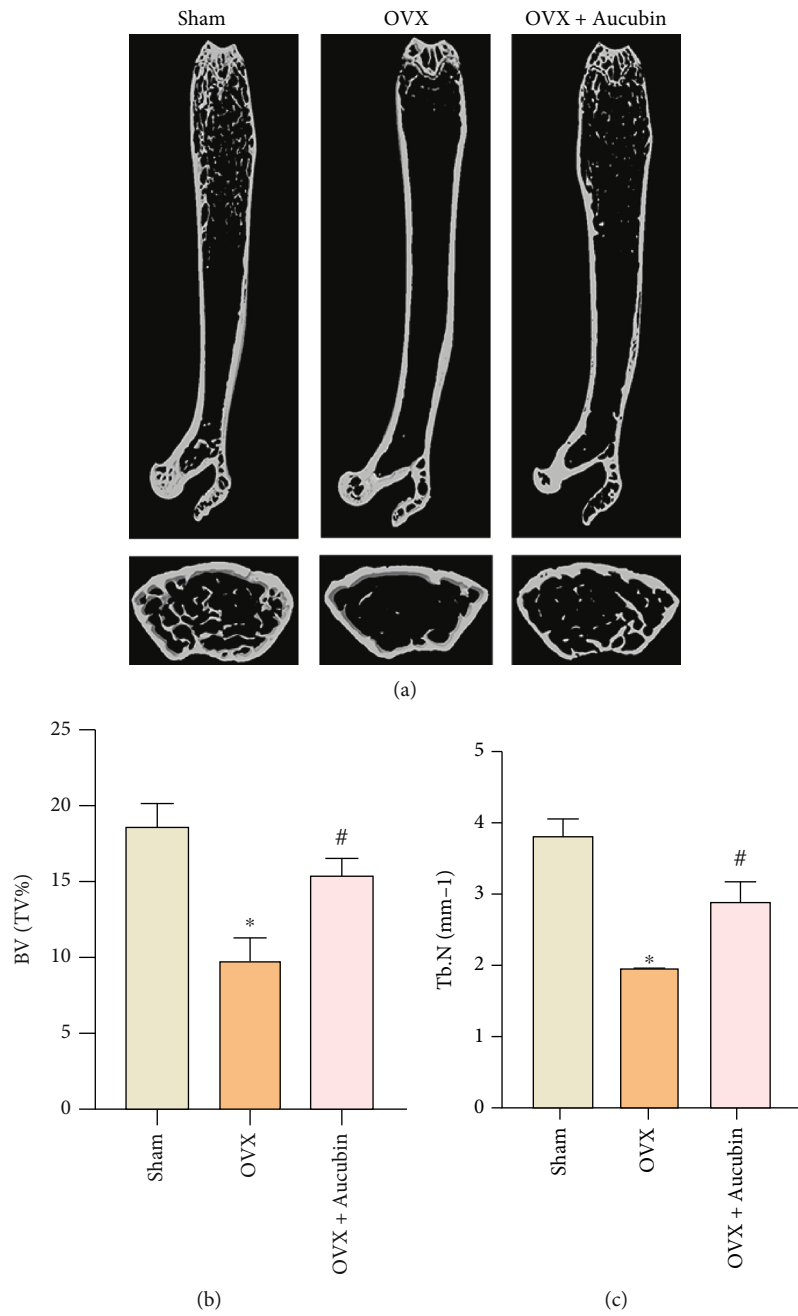 Sham OVX OVX + Aucubin
(a)
25
20
15
10
5
0
BV (TV%)
*
#
Sham
OVX
OVX + Aucubin
(b)
5
4
3
2
1
0
Tb.N (mm–1)
*
#
Sham
OVX
OVX + Aucubin
(c)